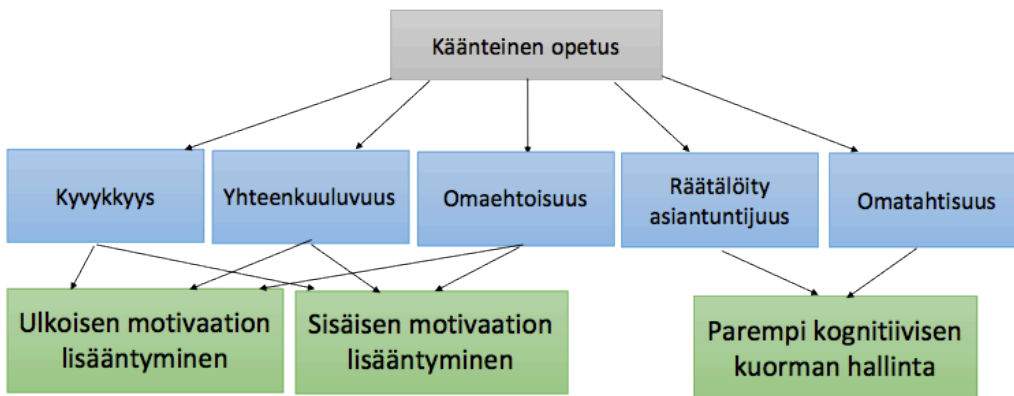 Käänteinen opetus
Kyvykkyys
Yhteenkuuluvuus
Omaehtoisuus
Räätälöity
asiantuntijuus
Omatahtisuus
Ulkoisen motivaation
lisääntyminen
Sisäisen motivaation
lisääntyminen
Parempi kognitiivisen
kuorman hallinta